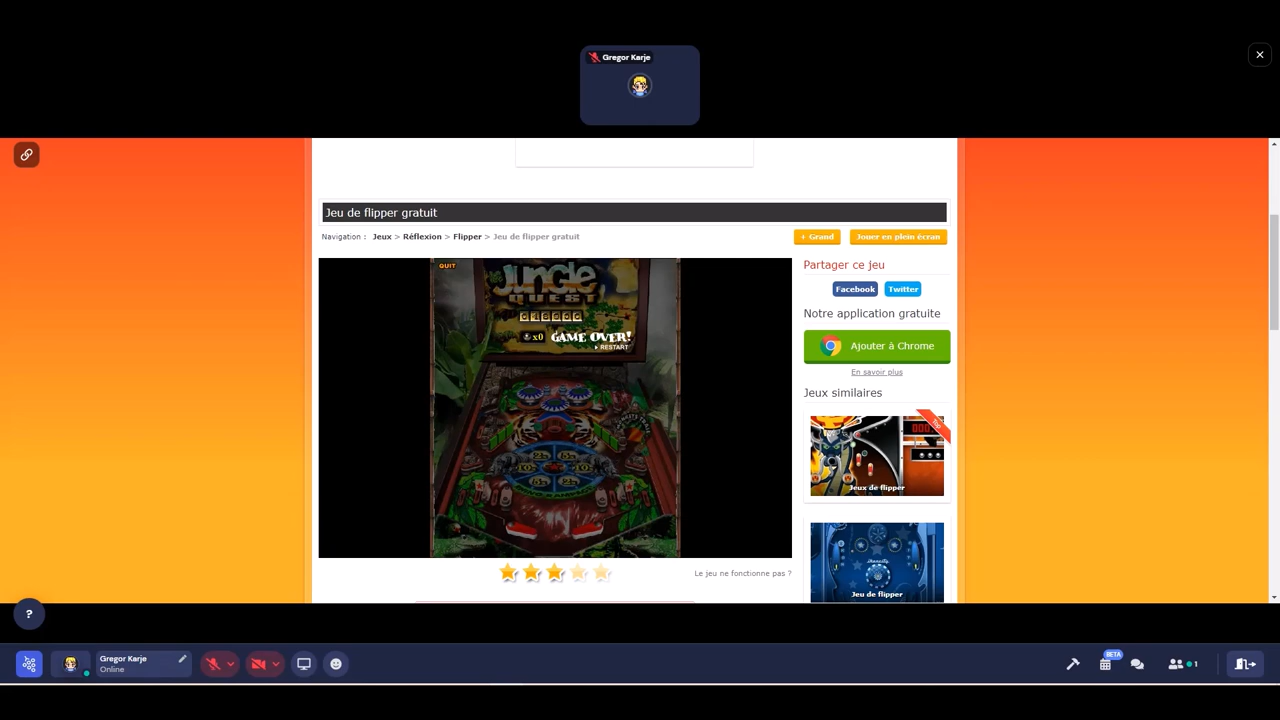 Gregor Karje
Jeu de flipper gratuit
Navigation : Jeux > Réflexion > Flipper > Jeu de flipper gratuit
+ Grand
Jouer en plein écran
QUIT
Jungle
QUEST
x0
GAME OVER!
RESTART
Partager ce jeu
Facebook
Twitter
Notre application gratuite
Ajouter à Chrome
En savoir plus
Jeux similaires
Top
Jeux de flipper
Jeu de flipper
Le jeu ne fonctionne pas ?
?
Gregor Karje
Online
BETA
1